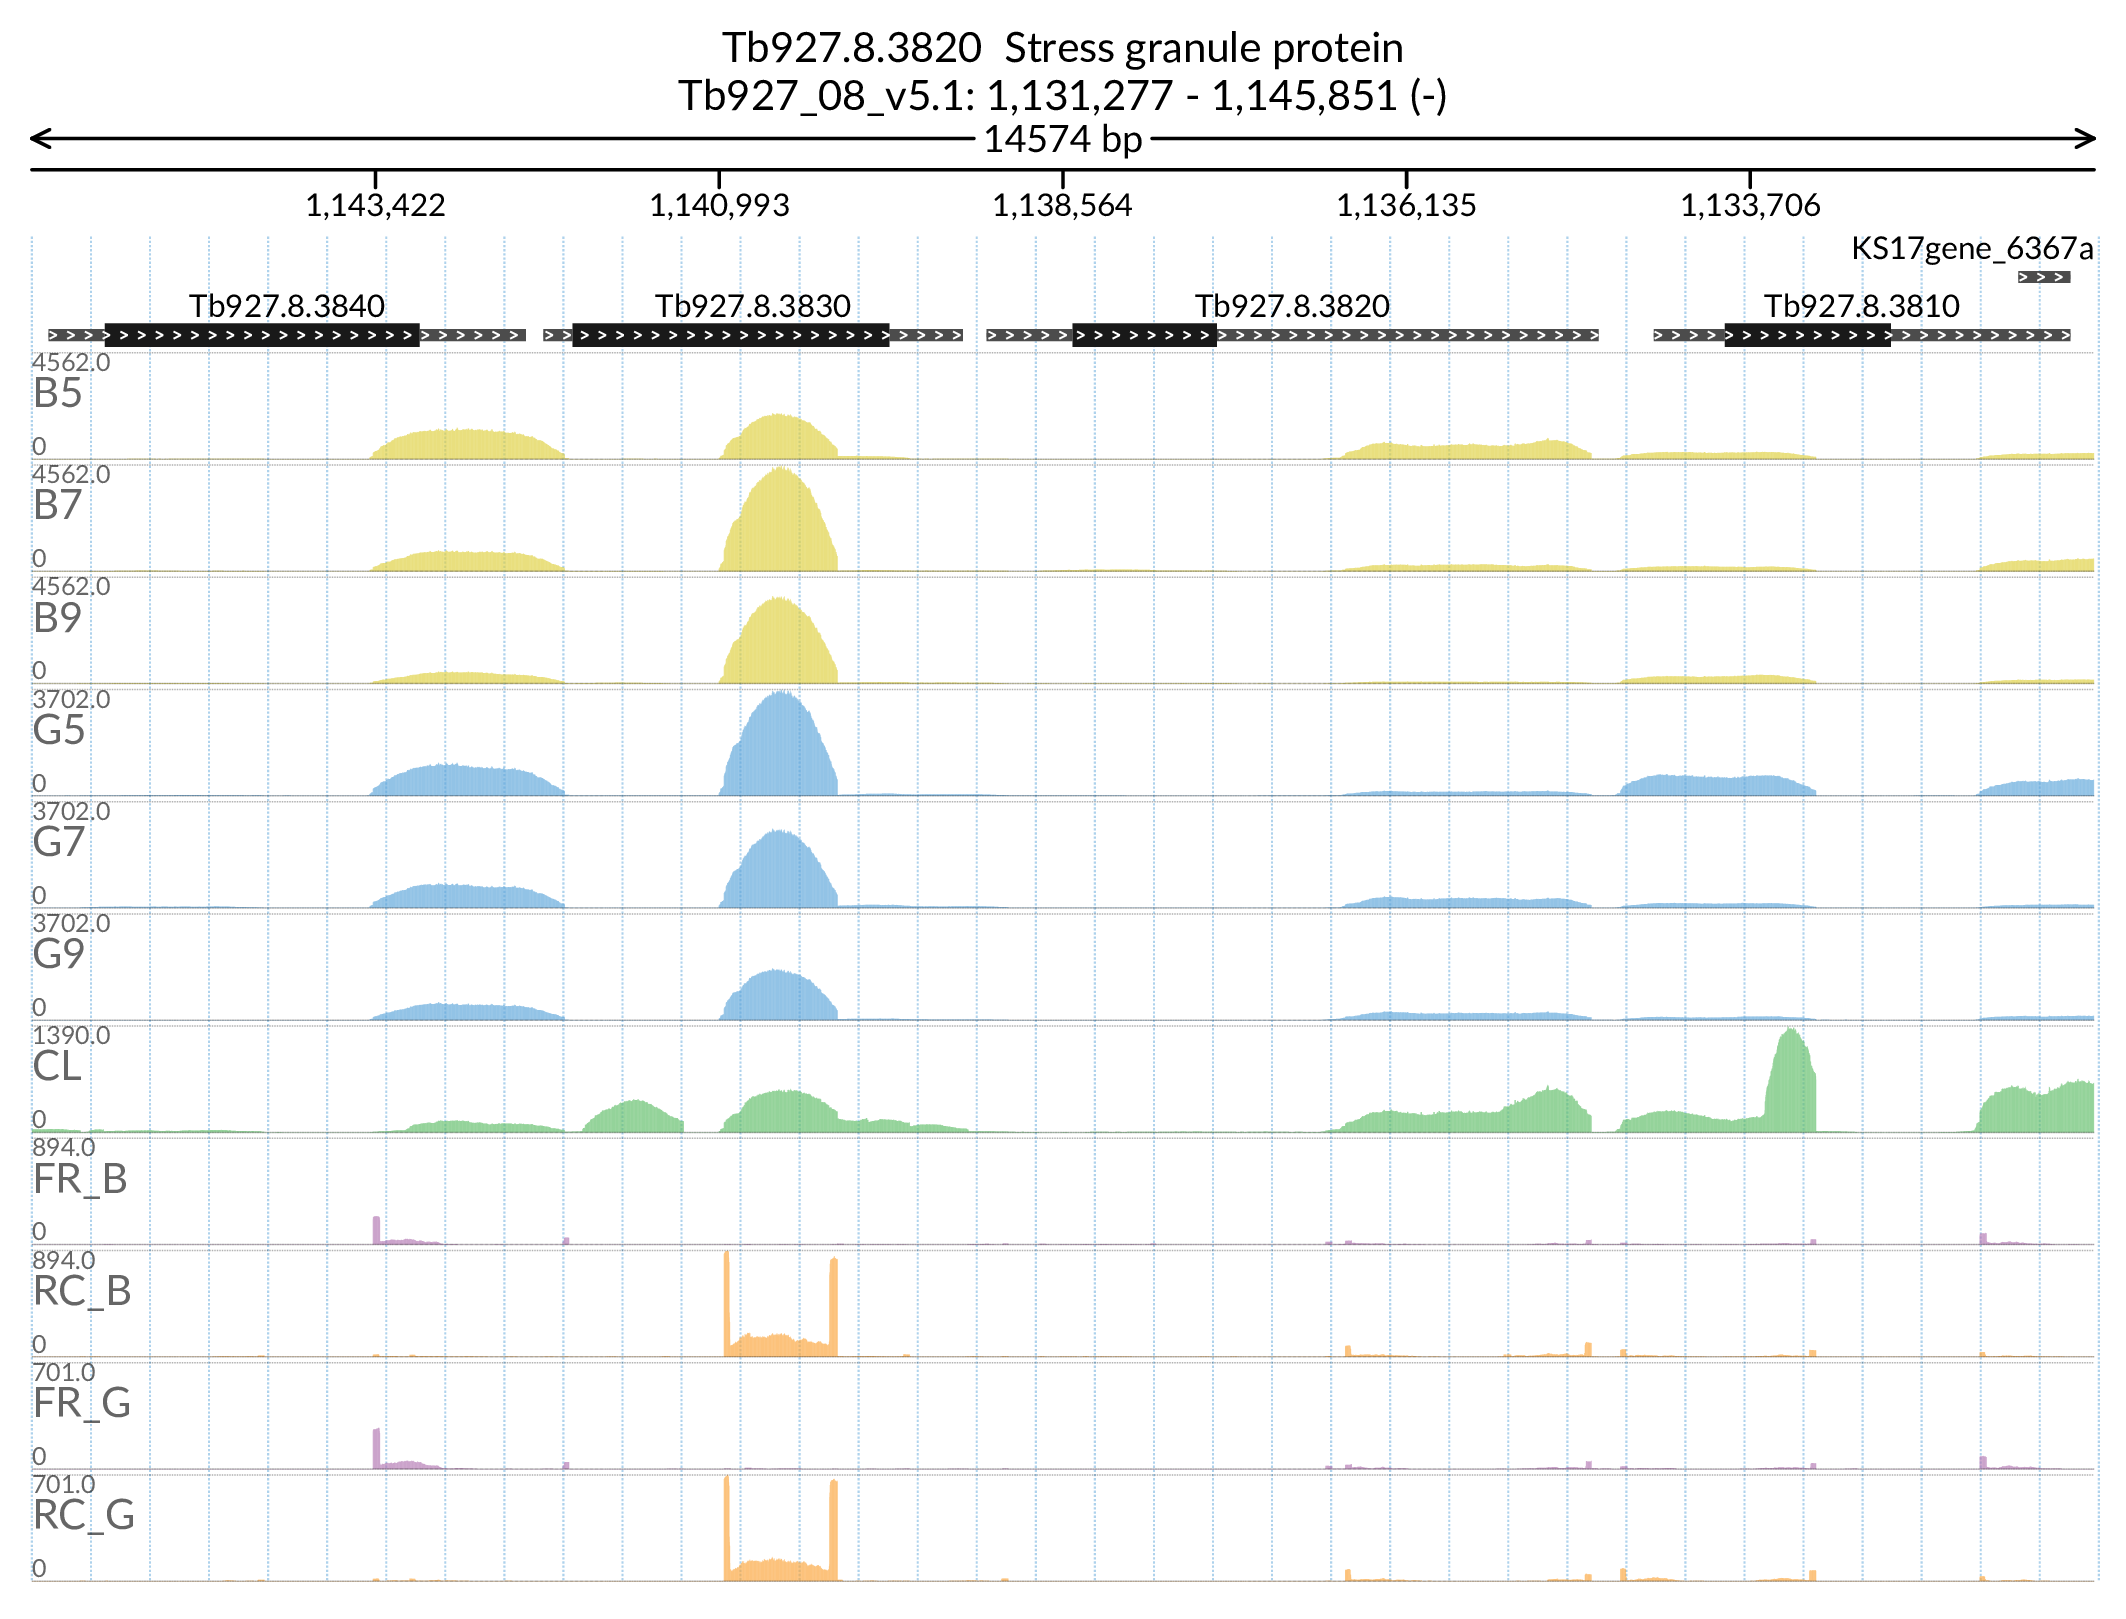 Tb927.8.3820  Stress granule protein
Tb927_08_v5.1: 1,131,277 - 1,145,851 (-)
14574 bp
1,143,422 1,140,993 1,138,564 1,136,135 1,133,706
KS17gene_6367a
Tb927.8.3840 Tb927.8.3830 Tb927.8.3820 Tb927.8.3810
4562.0
B5
0
4562.0
B7
0
4562.0
B9
0
3702.0
G5
0
3702.0
G7
0
3702.0
G9
0
1390.0
CL
0
894.0
FR_B
0
894.0
RC_B
0
701.0
FR_G
0
701.0
RC_G
0